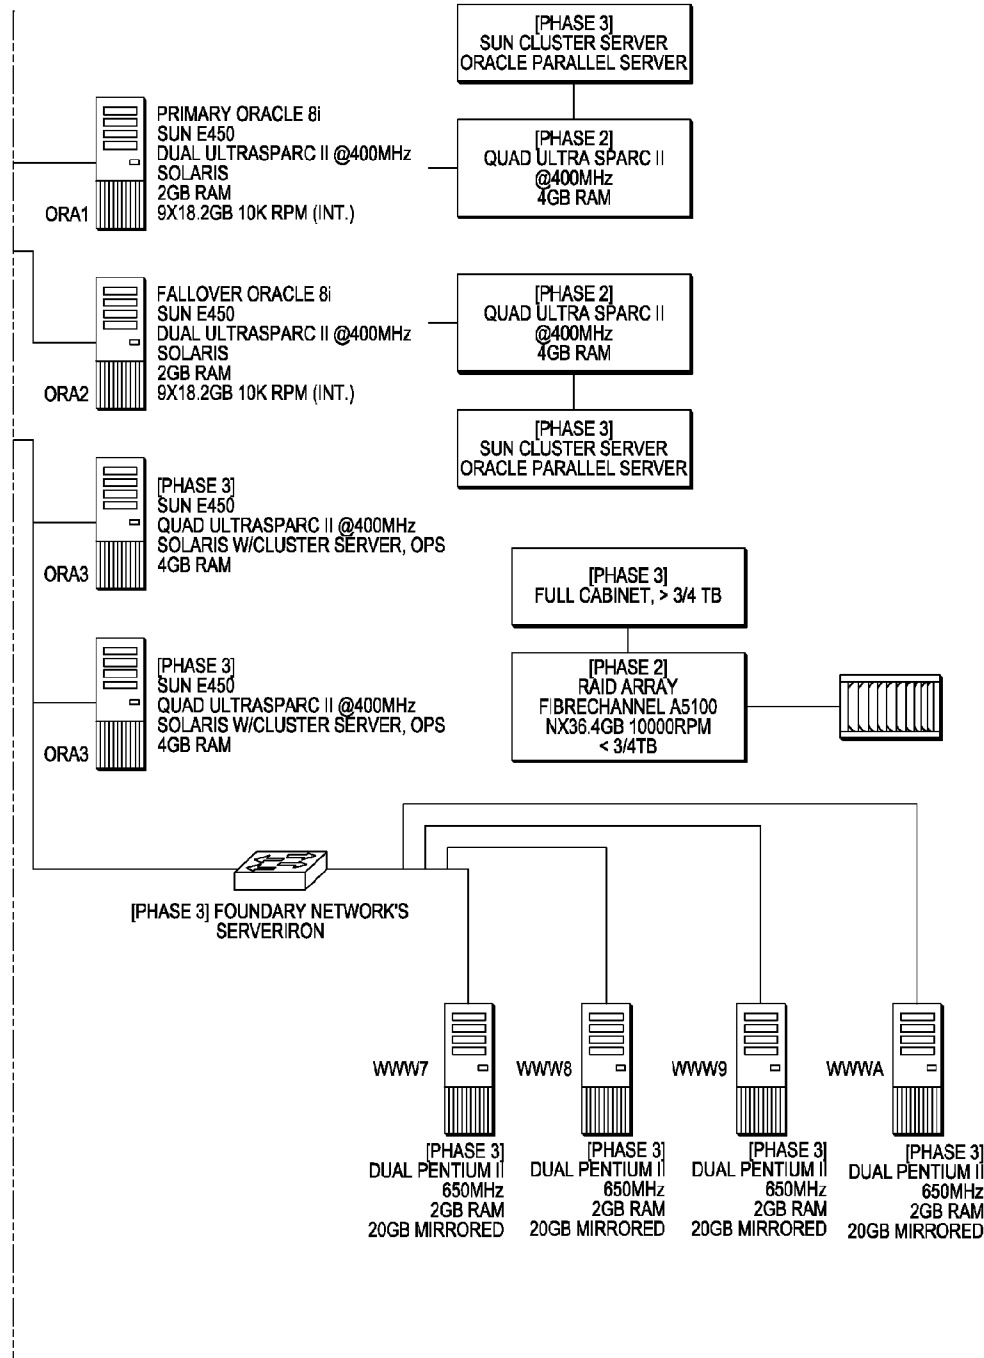 [PHASE 3]
SUN CLUSTER SERVER
ORACLE PARALLEL SERVER
PRIMARY ORACLE 8i
SUN E450
DUAL ULTRASPARC II @400MHz
SOLARIS
2GB RAM
9X18.2GB 10K RPM (INT.)
ORA1
[PHASE 2]
QUAD ULTRA SPARC II
@400MHz
4GB RAM
FALLOVER ORACLE 8i
SUN E450
DUAL ULTRASPARC II @400MHz
SOLARIS
2GB RAM
9X18.2GB 10K RPM (INT.)
ORA2
[PHASE 2]
QUAD ULTRA SPARC II
@400MHz
4GB RAM
[PHASE 3]
SUN CLUSTER SERVER
ORACLE PARALLEL SERVER
[PHASE 3]
SUN E450
QUAD ULTRASPARC II @400MHz
SOLARIS W/CLUSTER SERVER, OPS
4GB RAM
ORA3
[PHASE 3]
FULL CABINET, > 3/4 TB
[PHASE 3]
SUN E450
QUAD ULTRASPARC II @400MHz
SOLARIS W/CLUSTER SERVER, OPS
4GB RAM
ORA3
[PHASE 2]
RAID ARRAY
FIBRECHANNEL A5100
NX36.4GB 10000RPM
< 3/4TB
[PHASE 3] FOUNDARY NETWORK'S
SERVERIRON
WWW7
WWW8
WWW9
WWWA
[PHASE 3]
DUAL PENTIUM II
650MHz
2GB RAM
20GB MIRRORED
[PHASE 3]
DUAL PENTIUM II
650MHz
2GB RAM
20GB MIRRORED
[PHASE 3]
DUAL PENTIUM II
650MHz
2GB RAM
20GB MIRRORED
[PHASE 3]
DUAL PENTIUM II
650MHz
2GB RAM
20GB MIRRORED